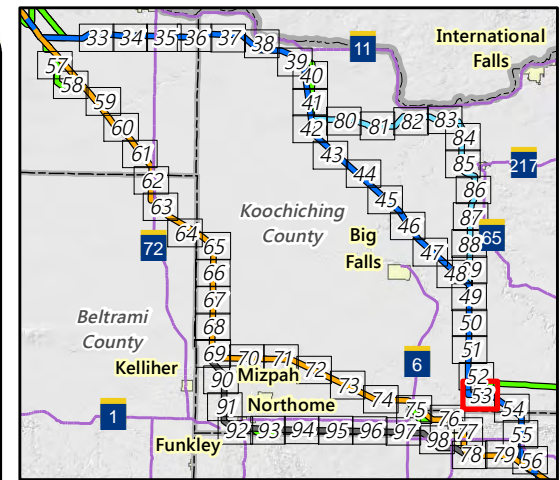 33 34 35 36 37 38 39
40
41
42
43
44
45
46
47
48
49
50
51
52
53
54
55
56
57
58
59
60
61
62
63
64
65
66
67
68
69
70 71 72 73 74 75 76 77
78 79
80 81 82 83
84
85
86
87
88
89
90
91
92 93 94 95 96 97 98
11
International
Falls
217
65
72
6
1
Koochiching
County
Big
Falls
Beltrami
County
Kelliher
Mizpah
Northome
Funkley